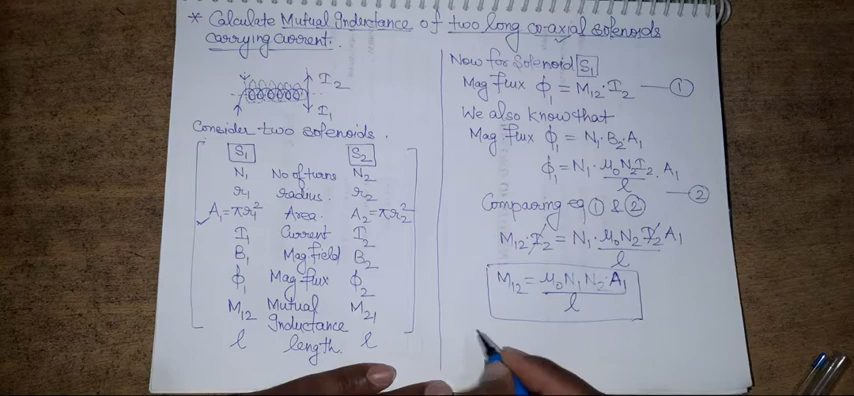 * Calculate Mutual Inductance of two long co-axial solenoids
carrying current.
I2
I1
Consider two solenoids.
S1 S2
N1 No of turns N2
r1 radius. r2
A1 = πr1² Area A2 = πr2²
I1 Current I2
B1 Mag field B2
ϕ1 Mag flux ϕ2
M12 Mutual Inductance M21
l length. l
Now for Solenoid S1
Mag flux ϕ1 = M12·I2 — ①
We also know that
Mag flux ϕ1 = N1·B2·A1
ϕ1 = N1·μ0N2I2/l · A1 — ②
Comparing eq ① & ②
M12·I2 = N1·μ0N2I2/l A1
M12 = μ0N1N2·A1/l